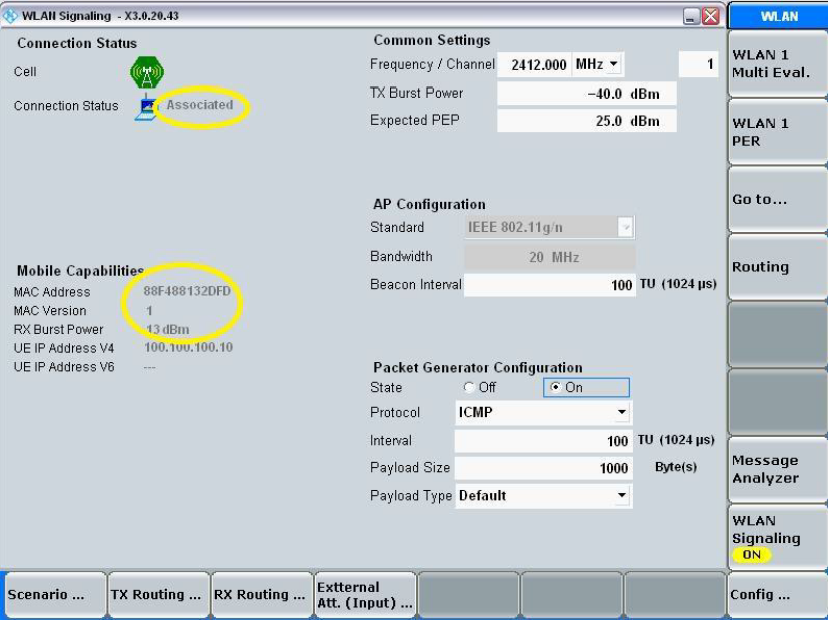 WLAN Signaling - X3.0.20.43
WLAN
Connection Status
Cell
Connection Status Associated
Mobile Capabilities
MAC Address 88F488132DFD
MAC Version 1
RX Burst Power 13 dBm
UE IP Address V4 100.100.100.10
UE IP Address V6 ---
Common Settings
Frequency / Channel 2412.000 MHz 1
TX Burst Power -40.0 dBm
Expected PEP 25.0 dBm
AP Configuration
Standard IEEE 802.11g/n
Bandwidth 20 MHz
Beacon Interval 100 TU (1024 µs)
Packet Generator Configuration
State Off On
Protocol ICMP
Interval 100 TU (1024 µs)
Payload Size 1000 Byte(s)
Payload Type Default
WLAN 1
Multi Eval.
WLAN 1
PER
Go to...
Routing
Message
Analyzer
WLAN
Signaling
ON
Scenario ... TX Routing ... RX Routing ... Extternal
Att. (Input) ...
Config ...